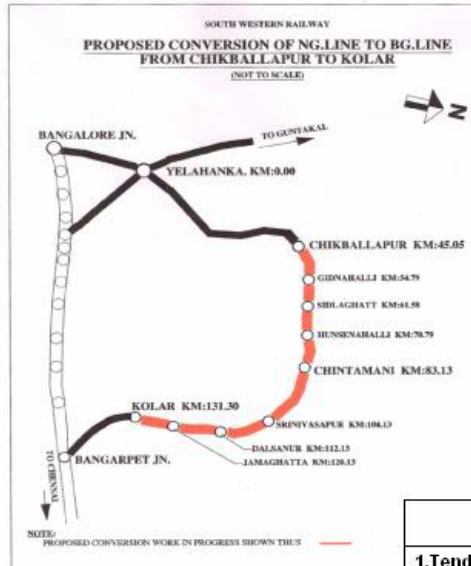 SOUTH WESTERN RAILWAY
PROPOSED CONVERSION OF NG.LINE TO BG.LINE
FROM CHIKBALLAPUR TO KOLAR
(NOT TO SCALE)
N
BANGALORE JN.
TO GUNTAKAL
YELAHANKA. KM:0.00
CHIKBALLAPUR KM:45.05
GIDNAHALLI KM:54.79
SIDLAGHATT KM:61.58
HUNSENAHALLI KM:70.79
CHINTAMANI KM:83.13
KOLAR KM:131.30
SRINIVASAPUR KM:104.13
DALSANUR KM:112.13
JAMAGHATTA KM:120.13
BANGARPET JN.
TO CHENNAI
NOTE:
PROPOSED CONVERSION WORK IN PROGRESS SHOWN THUS
1.Tend